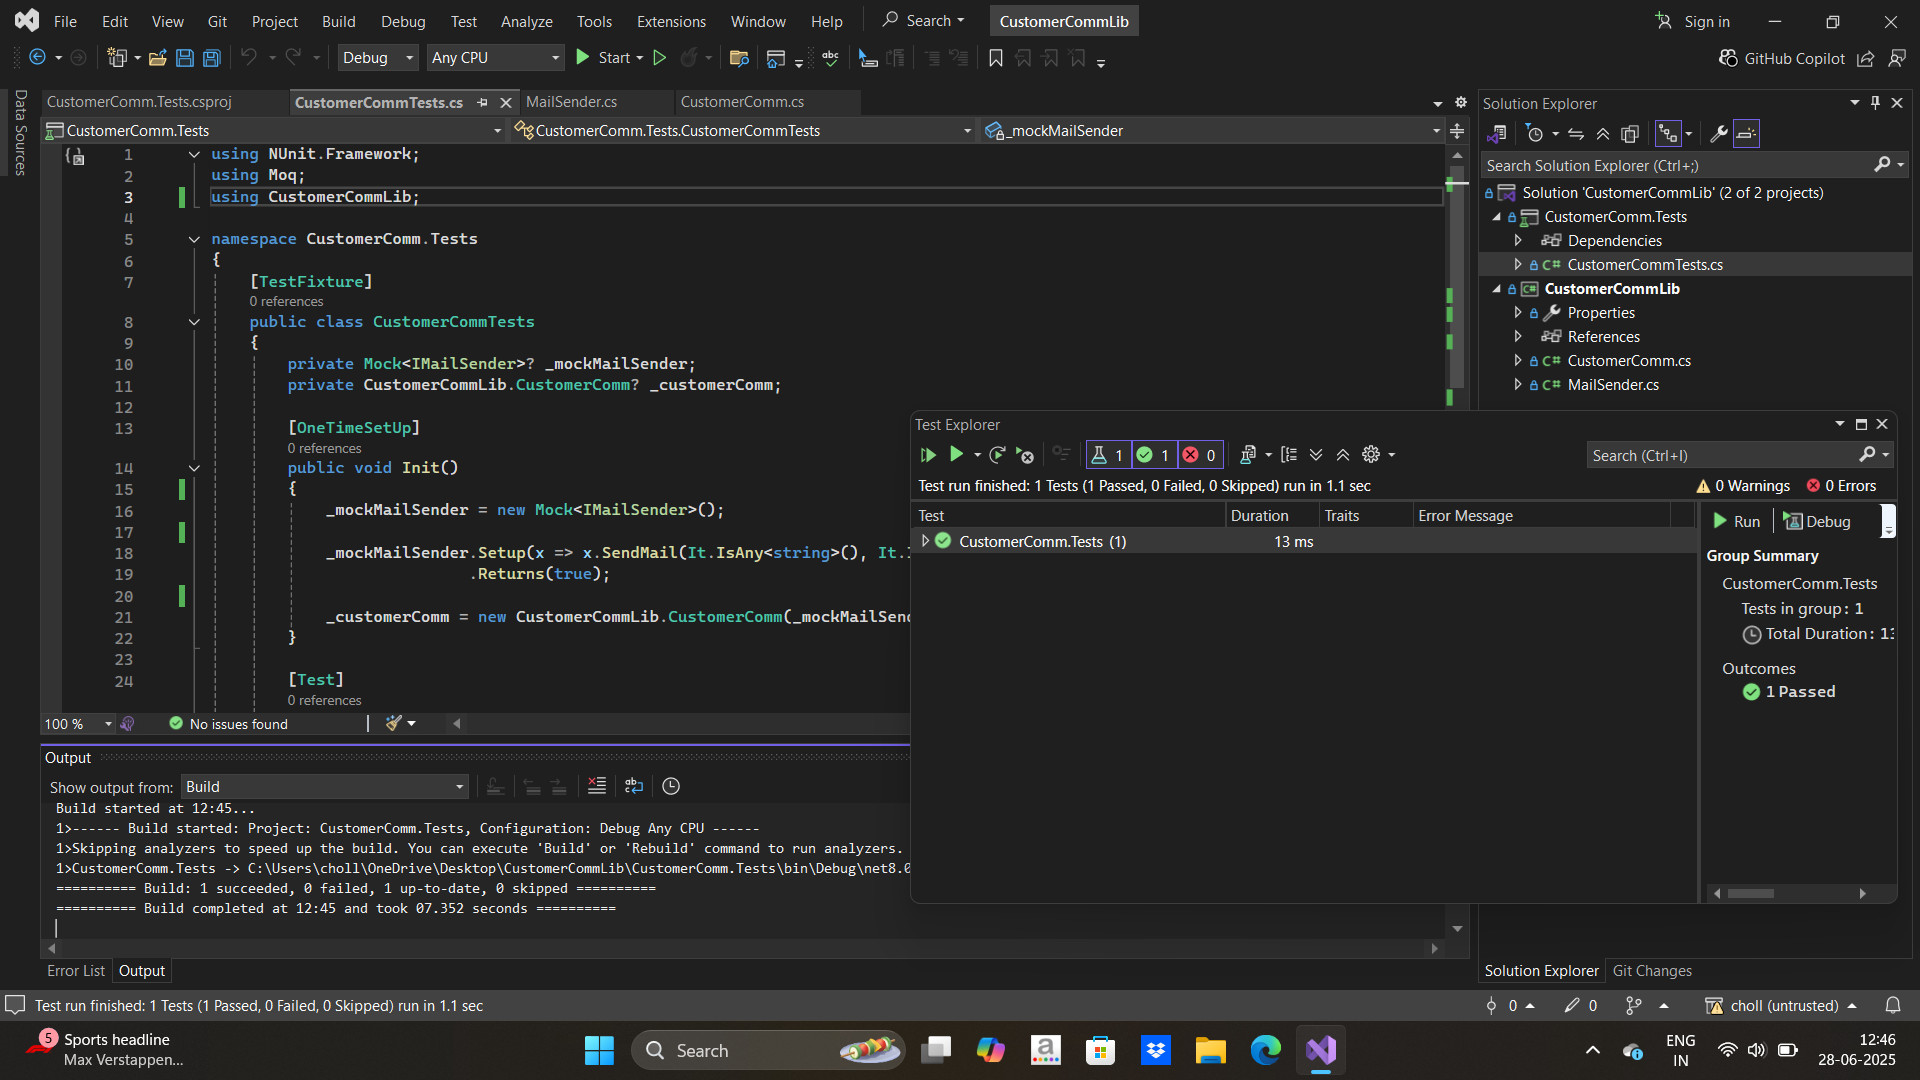 File Edit View Git Project Build Debug Test Analyze Tools Extensions Window Help Search CustomerCommLib Sign in
Debug Any CPU Start GitHub Copilot
Data Sources
CustomerComm.Tests.csproj CustomerCommTests.cs MailSender.cs CustomerComm.cs
CustomerComm.Tests CustomerComm.Tests.CustomerCommTests _mockMailSender
1 using NUnit.Framework;
2 using Moq;
3 using CustomerCommLib;
4
5 namespace CustomerComm.Tests
6 {
7 [TestFixture]
0 references
8 public class CustomerCommTests
9 {
10 private Mock<IMailSender>? _mockMailSender;
11 private CustomerCommLib.CustomerComm? _customerComm;
12
13 [OneTimeSetUp]
0 references
14 public void Init()
15 {
16 _mockMailSender = new Mock<IMailSender>();
17
18 _mockMailSender.Setup(x => x.SendMail(It.IsAny<string>(), It.
19 .Returns(true);
20
21 _customerComm = new CustomerCommLib.CustomerComm(_mockMailSend
22 }
23
24 [Test]
0 references
100 % No issues found
Output
Show output from: Build
Build started at 12:45...
1>------ Build started: Project: CustomerComm.Tests, Configuration: Debug Any CPU ------
1>Skipping analyzers to speed up the build. You can execute 'Build' or 'Rebuild' command to run analyzers.
1>CustomerComm.Tests -> C:\Users\choll\OneDrive\Desktop\CustomerCommLib\CustomerComm.Tests\bin\Debug\net8.0
========== Build: 1 succeeded, 0 failed, 1 up-to-date, 0 skipped ==========
========== Build completed at 12:45 and took 07.352 seconds ==========
Error List Output
Solution Explorer
Search Solution Explorer (Ctrl+;)
Solution 'CustomerCommLib' (2 of 2 projects)
CustomerComm.Tests
Dependencies
C# CustomerCommTests.cs
C# CustomerCommLib
Properties
References
C# CustomerComm.cs
C# MailSender.cs
Test Explorer
1 1 0 Search (Ctrl+I)
Test run finished: 1 Tests (1 Passed, 0 Failed, 0 Skipped) run in 1.1 sec 0 Warnings 0 Errors
Test Duration Traits Error Message
CustomerComm.Tests (1) 13 ms
Run Debug
Group Summary
CustomerComm.Tests
Tests in group: 1
Total Duration: 13
Outcomes
1 Passed
Solution Explorer Git Changes
Test run finished: 1 Tests (1 Passed, 0 Failed, 0 Skipped) run in 1.1 sec 0 0 choll (untrusted)
5 Sports headline
Max Verstappen...
Search
abc
a
ENG
IN
12:46
28-06-2025